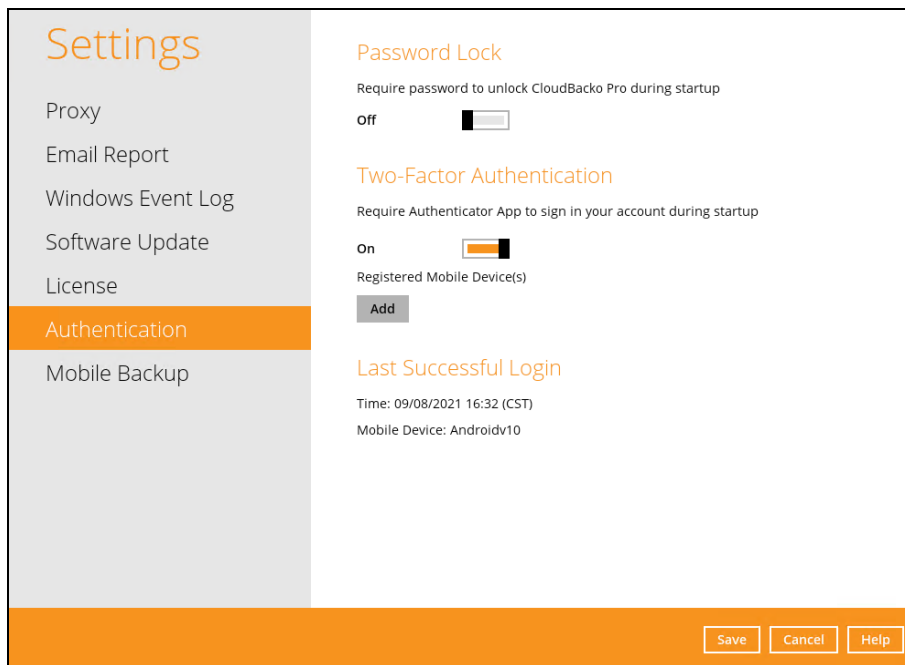 Settings
Proxy
Email Report
Windows Event Log
Software Update
License
Authentication
Mobile Backup
Password Lock
Require password to unlock CloudBacko Pro during startup
Off
Two-Factor Authentication
Require Authenticator App to sign in your account during startup
On
Registered Mobile Device(s)
Add
Last Successful Login
Time: 09/08/2021 16:32 (CST)
Mobile Device: Androidv10
Save Cancel Help